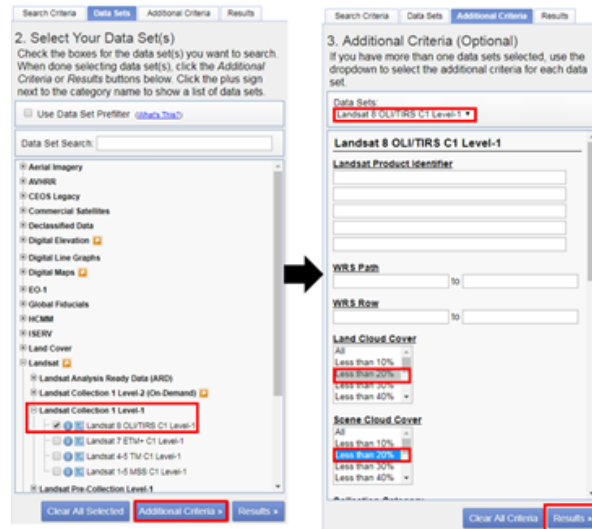 Search Criteria Data Sets Additional Criteria Results
2. Select Your Data Set(s)
Check the boxes for the data set(s) you want to search.
When done selecting data set(s), click the Additional
Criteria or Results buttons below. Click the plus sign
next to the category name to show a list of data sets.
Use Data Set Prefilter (What's This?)
Data Set Search:
Aerial Imagery
AVHRR
CEOS Legacy
Commercial Satellites
Declassified Data
Digital Elevation
Digital Line Graphs
Digital Maps
EO-1
Global Fiducials
HCMM
ISERV
Land Cover
Landsat
Landsat Analysis Ready Data (ARD)
Landsat Collection 1 Level-2 (On-Demand)
Landsat Collection 1 Level-1
Landsat 8 OLI/TIRS C1 Level-1
Landsat 7 ETM+ C1 Level-1
Landsat 4-5 TM C1 Level-1
Landsat 1-5 MSS C1 Level-1
Landsat Pre-Collection Level-1
Clear All Selected Additional Criteria » Results »
Search Criteria Data Sets Additional Criteria Results
3. Additional Criteria (Optional)
If you have more than one data sets selected, use the
dropdown to select the additional criteria for each data
set.
Data Sets:
Landsat 8 OLI/TIRS C1 Level-1
Landsat 8 OLI/TIRS C1 Level-1
Landsat Product Identifier
WRS Path
to
WRS Row
to
Land Cloud Cover
All
Less than 10%
Less than 20%
Less than 30%
Less than 40%
Scene Cloud Cover
All
Less than 10%
Less than 20%
Less than 30%
Less than 40%
Collection Category
Clear All Criteria Results »